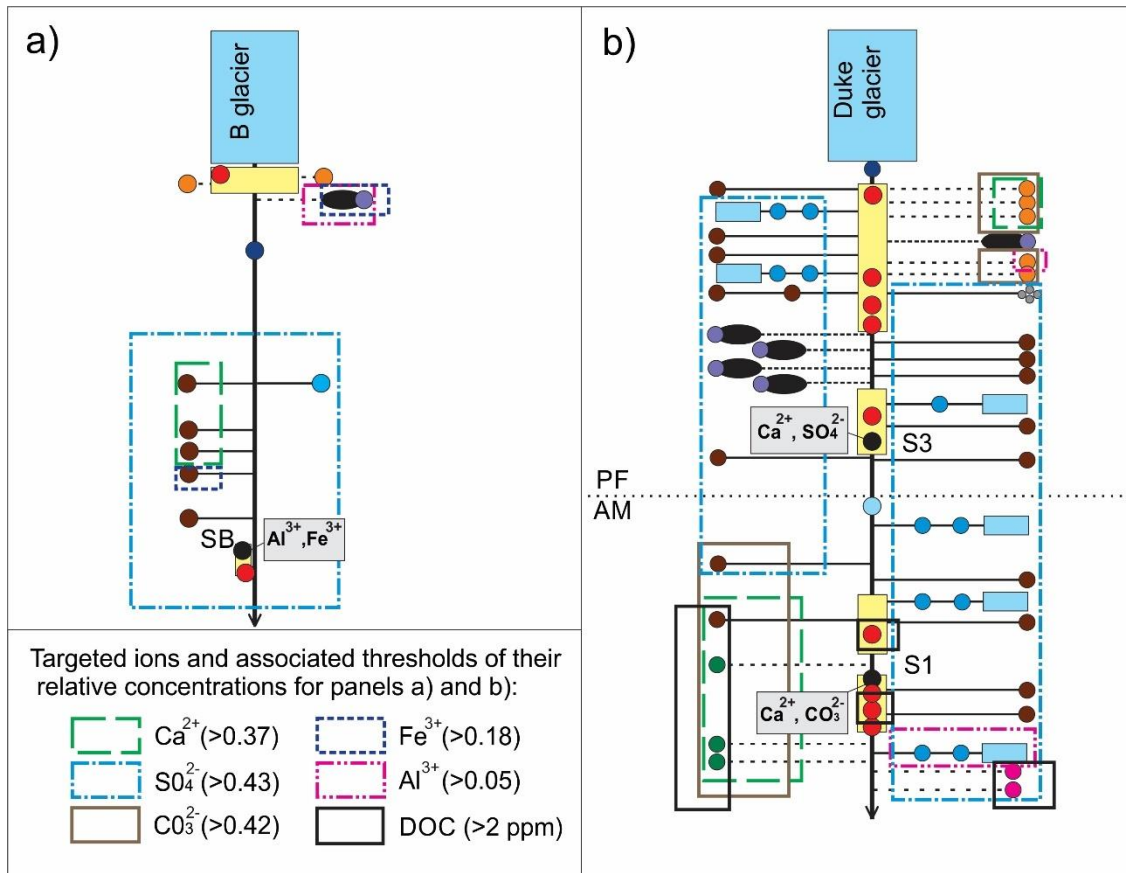 a)
B glacier
SB
Al³⁺,Fe³⁺
Targeted ions and associated thresholds of their
relative concentrations for panels a) and b):
Ca²⁺(>0.37)
SO₄²⁻(>0.43)
C0₃²⁻(>0.42)
Fe³⁺(>0.18)
Al³⁺(>0.05)
DOC (>2 ppm)
b)
Duke
glacier
Ca²⁺, SO₄²⁻
S3
PF
AM
S1
Ca²⁺, CO₃²⁻